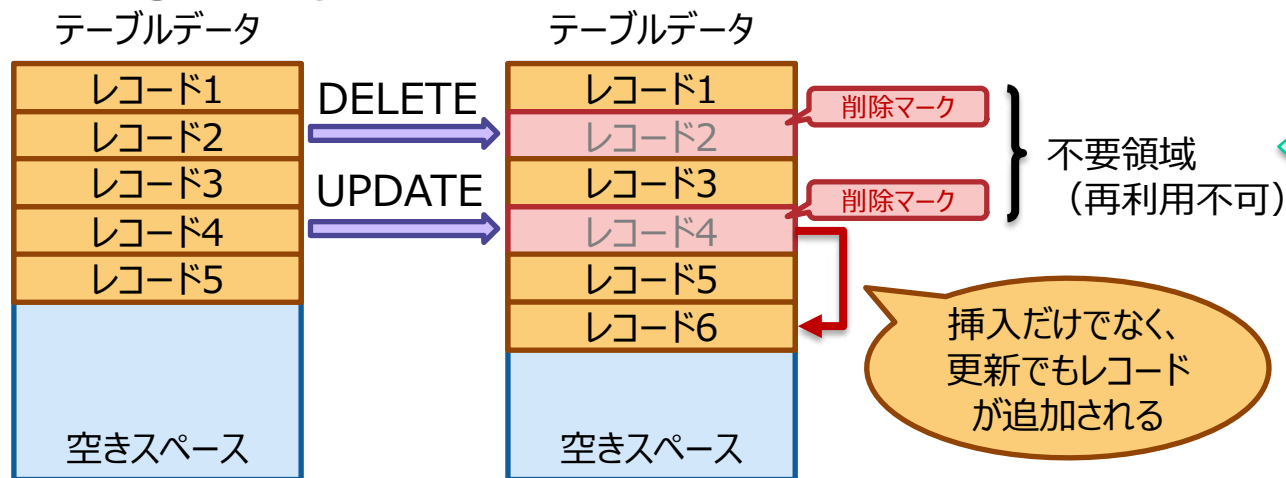 テーブルデータ
レコード1
レコード2
レコード3
レコード4
レコード5
空きスペース
DELETE
UPDATE
テーブルデータ
レコード1
レコード2
レコード3
レコード4
レコード5
レコード6
空きスペース
削除マーク
削除マーク
不要領域
（再利用不可）
挿入だけでなく、
更新でもレコード
が追加される